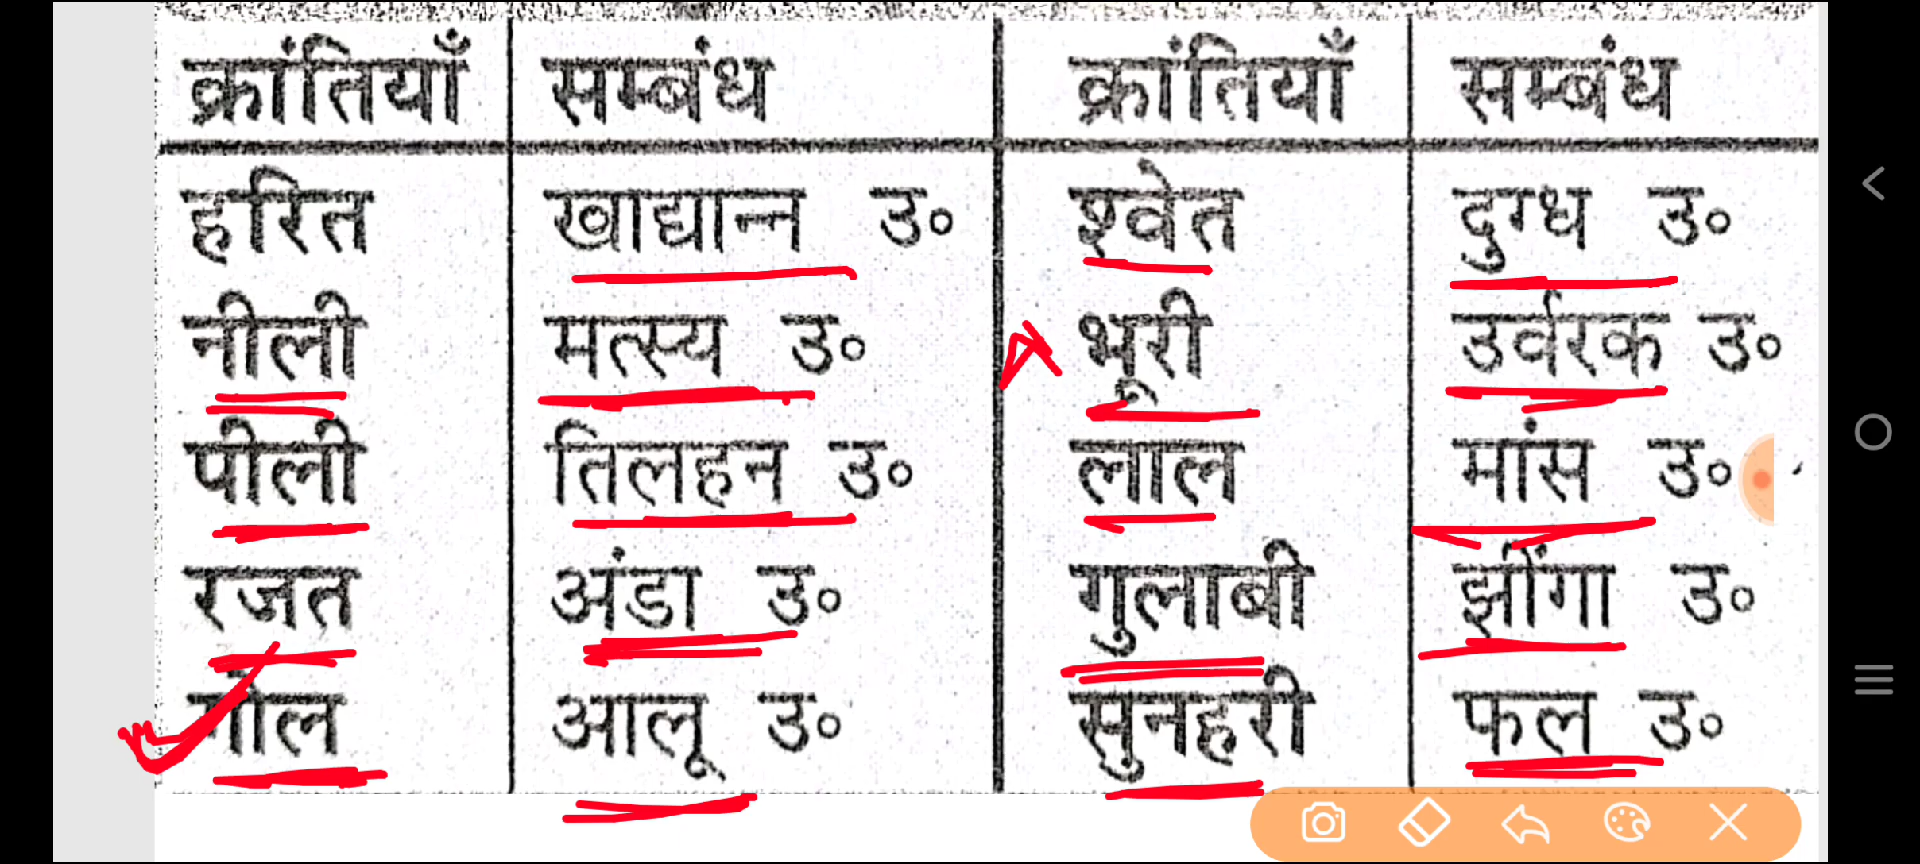 क्रांतियाँ सम्बंध क्रांतियाँ सम्बंध
हरित खाद्यान्न उ० श्वेत दुग्ध उ०
नीली मत्स्य उ० भूरी उर्वरक उ०
पीली तिलहन उ० लाल मांस उ०
रजत अंडा उ० गुलाबी झींगा उ०
गोल आलू उ० सुनहरी फल उ०